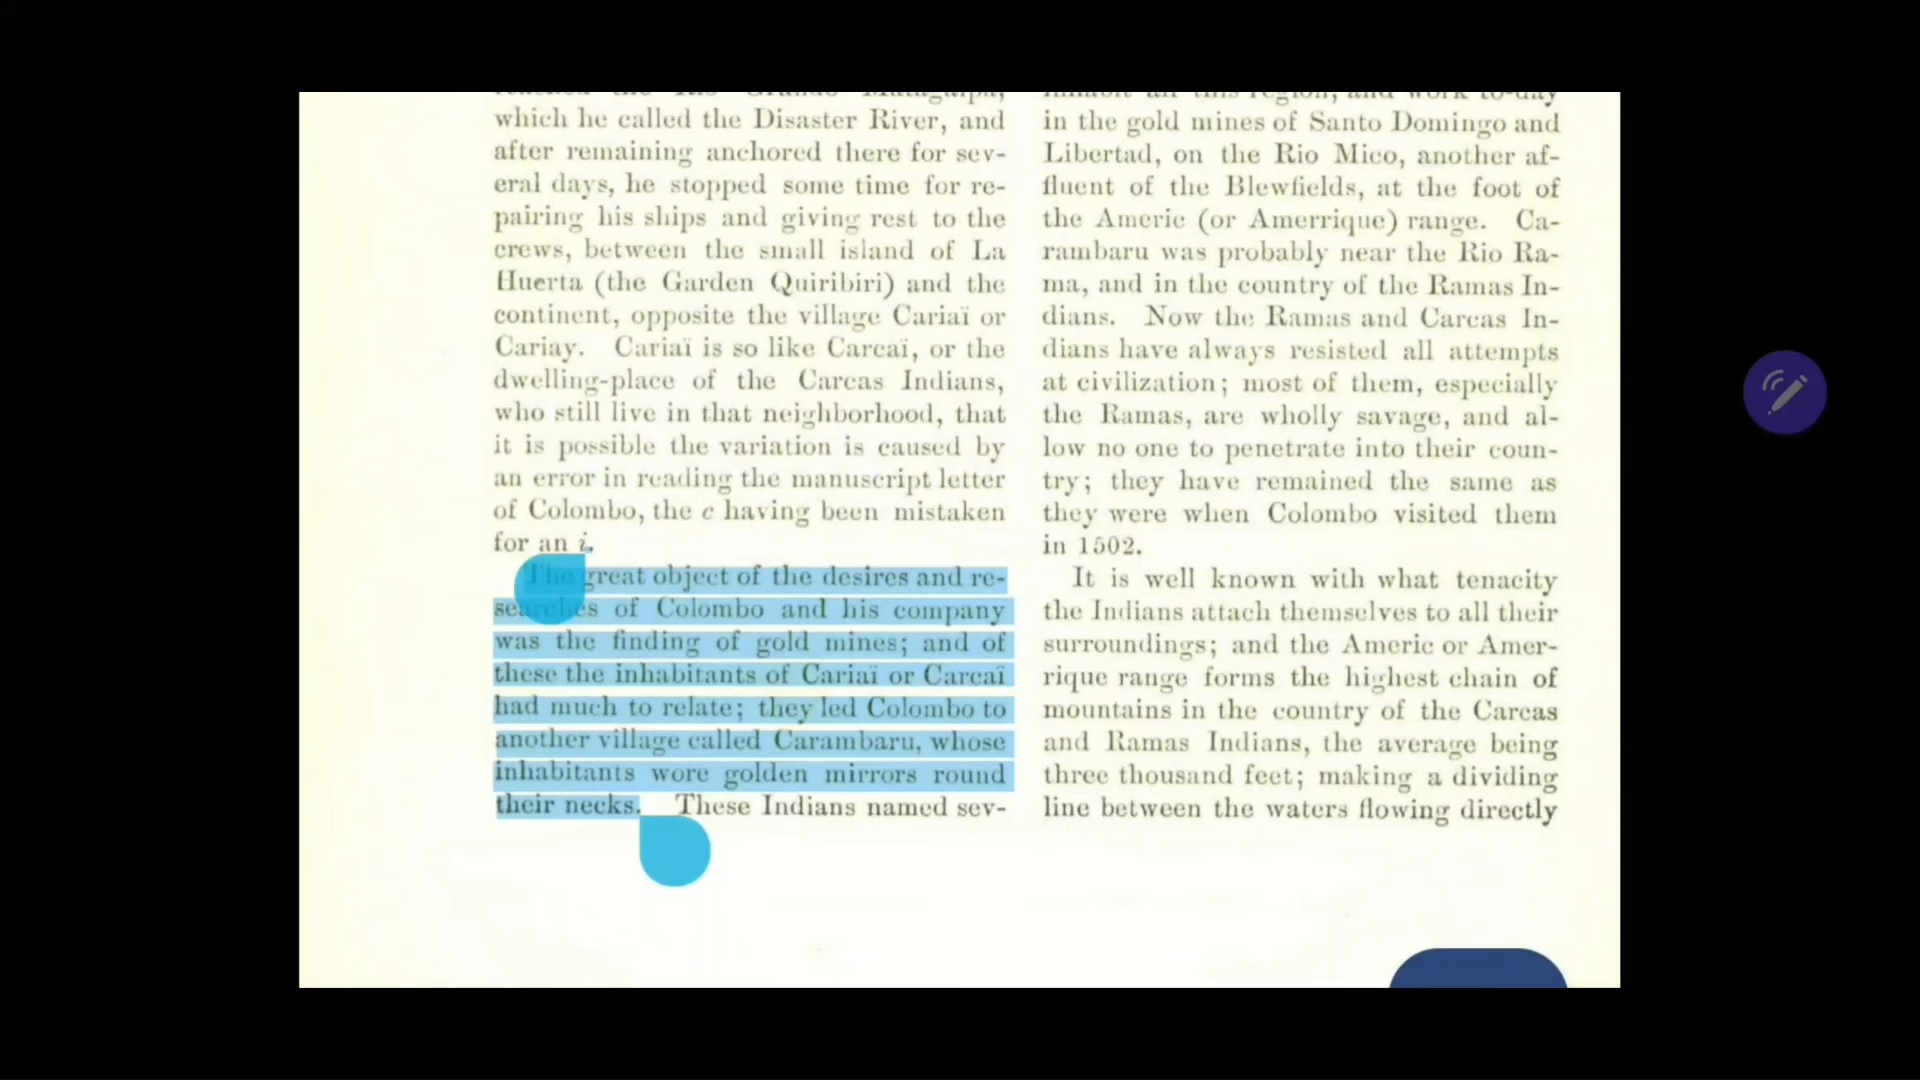 which he called the Disaster River, and
after remaining anchored there for sev-
eral days, he stopped some time for re-
pairing his ships and giving rest to the
crews, between the small island of La
Huerta (the Garden Quiribiri) and the
continent, opposite the village Cariaï or
Cariay. Cariaï is so like Carcaï, or the
dwelling-place of the Carcas Indians,
who still live in that neighborhood, that
it is possible the variation is caused by
an error in reading the manuscript letter
of Colombo, the c having been mistaken
for an i.
The great object of the desires and re-
searches of Colombo and his company
was the finding of gold mines; and of
these the inhabitants of Cariaï or Carcaï
had much to relate; they led Colombo to
another village called Carambaru, whose
inhabitants wore golden mirrors round
their necks. These Indians named sev-
inhabit all this region, and work to-day
in the gold mines of Santo Domingo and
Libertad, on the Rio Mico, another af-
fluent of the Blewfields, at the foot of
the Americ (or Amerrique) range. Ca-
rambaru was probably near the Rio Ra-
ma, and in the country of the Ramas In-
dians. Now the Ramas and Carcas In-
dians have always resisted all attempts
at civilization; most of them, especially
the Ramas, are wholly savage, and al-
low no one to penetrate into their coun-
try; they have remained the same as
they were when Colombo visited them
in 1502.
It is well known with what tenacity
the Indians attach themselves to all their
surroundings; and the Americ or Amer-
rique range forms the highest chain of
mountains in the country of the Carcas
and Ramas Indians, the average being
three thousand feet; making a dividing
line between the waters flowing directly